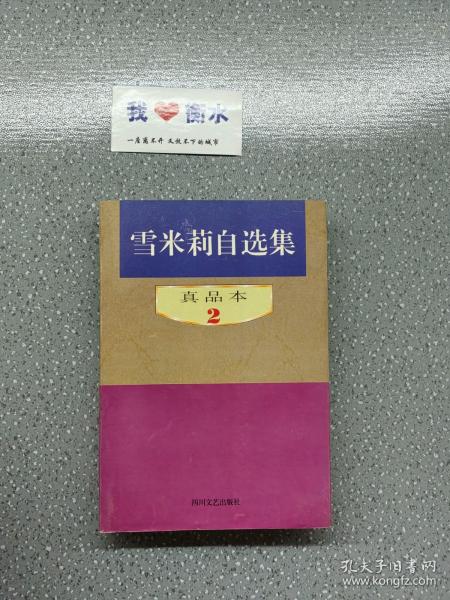 我 衡水
一座离不开 又放不下的城市
雪米莉自选集
真品本
2
四川文艺出版社
孔夫子旧书网
www.kongfz.com